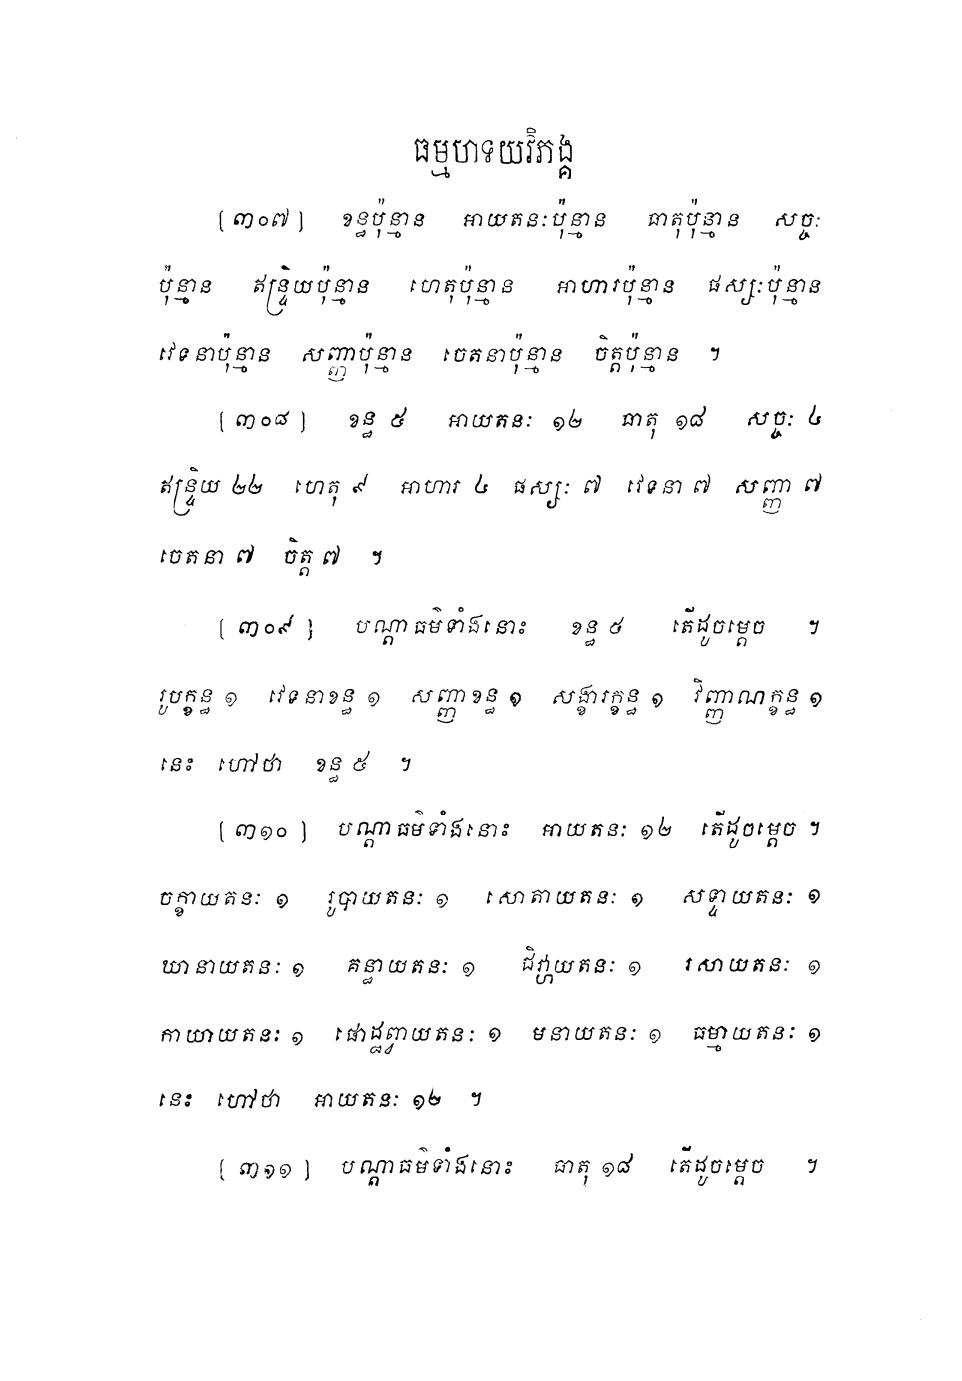 ធម្មហទយវិភង្គ
[៣០៧] ខន្ធប៉ុន្មាន អាយតនៈប៉ុន្មាន ធាតុប៉ុន្មាន សច្ចៈ
ប៉ុន្មាន ឥន្ទ្រិយប៉ុន្មាន ហេតុប៉ុន្មាន អាហារប៉ុន្មាន ផស្សៈប៉ុន្មាន
វេទនាប៉ុន្មាន សញ្ញាប៉ុន្មាន ចេតនាប៉ុន្មាន ចិត្តប៉ុន្មាន ។
[៣០៨] ខន្ធ ៥ អាយតនៈ ១២ ធាតុ ១៨ សច្ចៈ ៤
ឥន្ទ្រិយ ២២ ហេតុ ៩ អាហារ ៤ ផស្សៈ ៧ វេទនា ៧ សញ្ញា ៧
ចេតនា ៧ ចិត្ត ៧ ។
[៣០៩] បណ្តាធម៌ទាំងនោះ ខន្ធ ៥ តើដូចម្តេច ។
រូបក្ខន្ធ ១ វេទនាខន្ធ ១ សញ្ញាខន្ធ ១ សង្ខារក្ខន្ធ ១ វិញ្ញាណក្ខន្ធ ១
នេះ ហៅថា ខន្ធ ៥ ។
[៣១០] បណ្តាធម៌ទាំងនោះ អាយតនៈ ១២ តើដូចម្តេច ។
ចក្ខាយតនៈ ១ រូបាយតនៈ ១ សោតាយតនៈ ១ សទ្ទាយតនៈ ១
ឃានាយតនៈ ១ គន្ធាយតនៈ ១ ជិវ្ហាយតនៈ ១ រសាយតនៈ ១
កាយាយតនៈ ១ ផោដ្ឋព្វាយតនៈ ១ មនាយតនៈ ១ ធម្មាយតនៈ ១
នេះ ហៅថា អាយតនៈ ១២ ។
[៣១១] បណ្តាធម៌ទាំងនោះ ធាតុ ១៨ តើដូចម្តេច ។